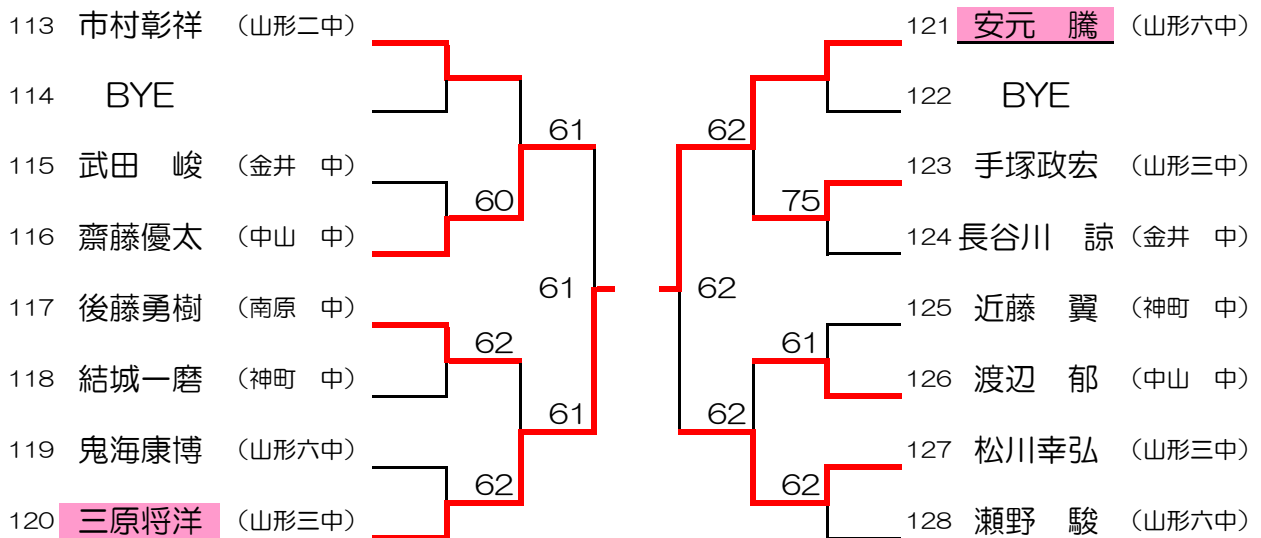 113 市村彰祥 （山形二中）
114 BYE
115 武田　峻 （金井　中）
116 齋藤優太 （中山　中）
117 後藤勇樹 （南原　中）
118 結城一磨 （神町　中）
119 鬼海康博 （山形六中）
120 三原将洋 （山形三中）
61
60
61
62
61
62
62
75
62
61
62
62
121 安元　騰 （山形六中）
122 BYE
123 手塚政宏 （山形三中）
124 長谷川　諒 （金井　中）
125 近藤　翼 （神町　中）
126 渡辺　郁 （中山　中）
127 松川幸弘 （山形三中）
128 瀬野　駿 （山形六中）